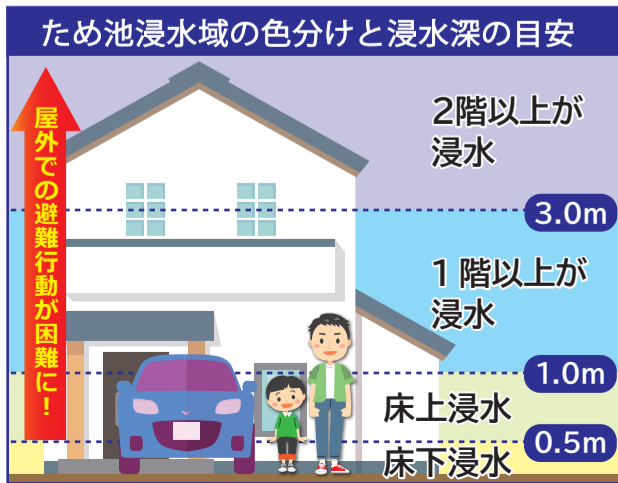 ため池浸水域の色分けと浸水深の目安
屋外での避難行動が困難に！
2階以上が
浸水
3.0m
1階以上が
浸水
1.0m
床上浸水
0.5m
床下浸水